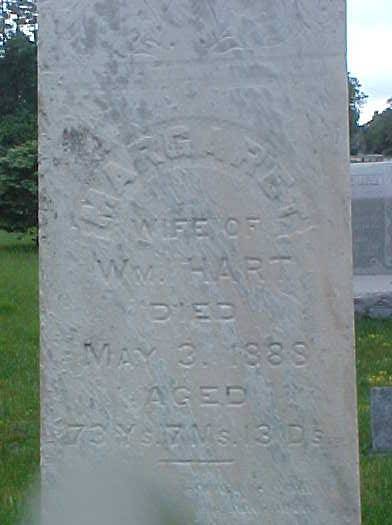 MARGARET
WIFE OF
WM. HART
DIED
MAY 3. 1888
AGED
73 Ys. 7 Ms. 13 Ds.